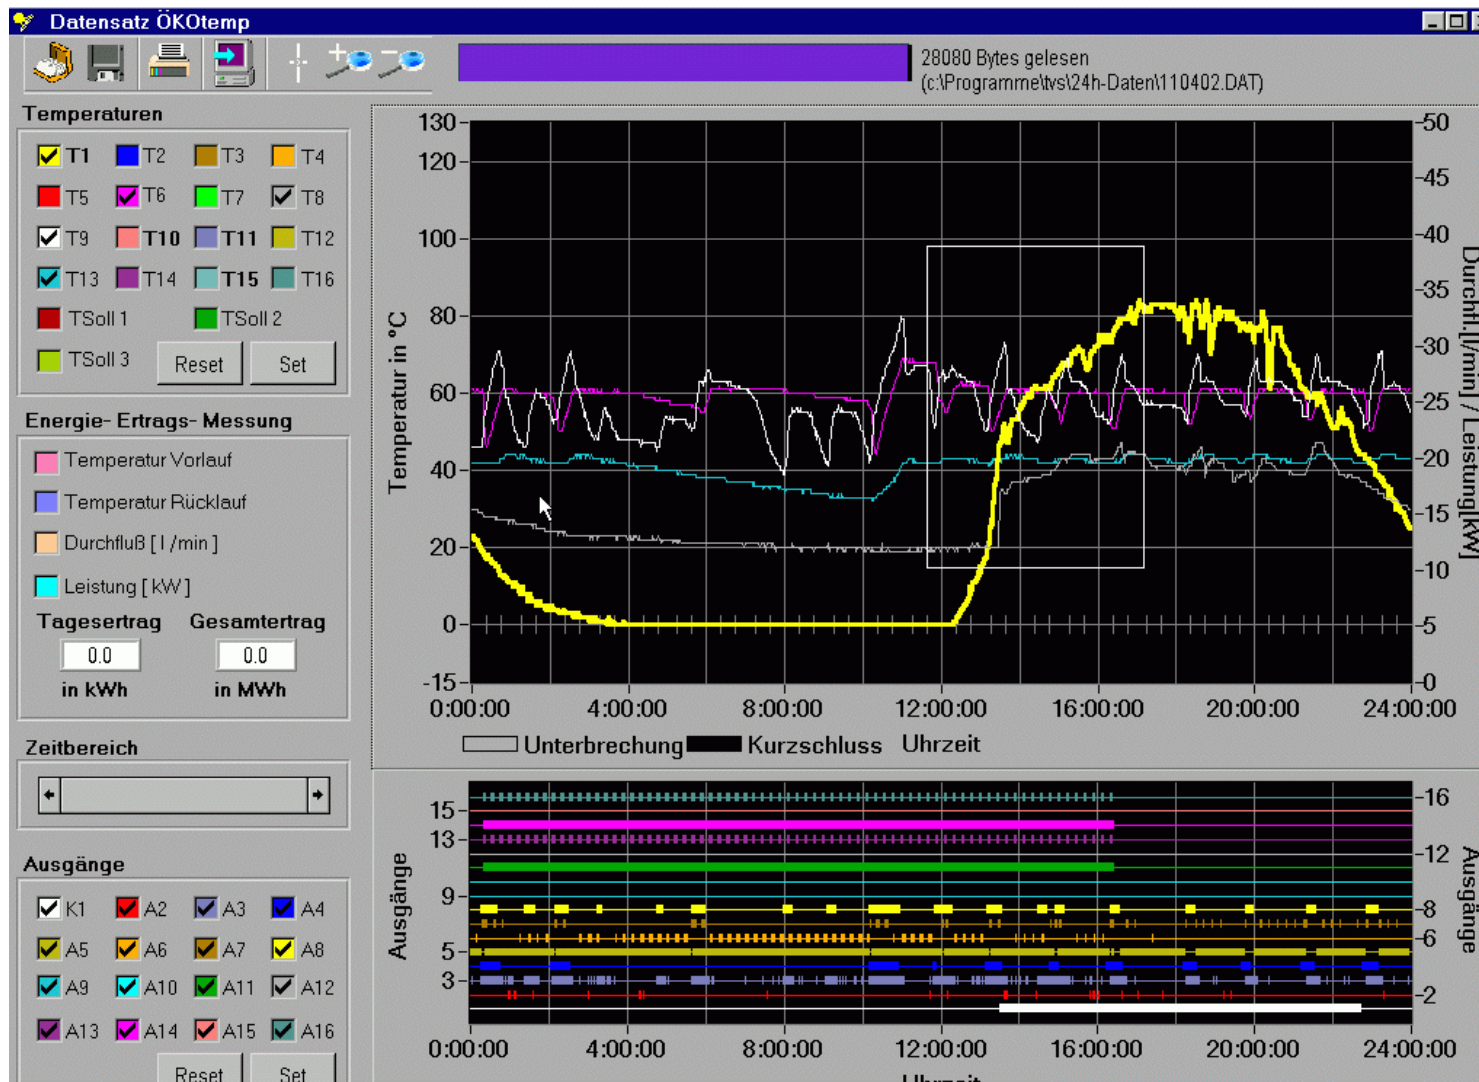 Datensatz ÖKOtemp
28080 Bytes gelesen
(c:\Programme\tvs\24h-Daten\110402.DAT)
Temperaturen
T1 T2 T3 T4
T5 T6 T7 T8
T9 T10 T11 T12
T13 T14 T15 T16
TSoll 1 TSoll 2
TSoll 3 Reset Set
Energie- Ertrags- Messung
Temperatur Vorlauf
Temperatur Rücklauf
Durchfluß [ l /min ]
Leistung [ kW ]
Tagesertrag Gesamtertrag
0.0 0.0
in kWh in MWh
Zeitbereich
Ausgänge
K1 A2 A3 A4
A5 A6 A7 A8
A9 A10 A11 A12
A13 A14 A15 A16
Reset Set
Temperatur in °C
130
120
100
80
60
40
20
0
-15
50
45
40
35
30
25
20
15
10
5
0
Durchfl.[l/min] / Leistung[kW]
0:00:00 4:00:00 8:00:00 12:00:00 16:00:00 20:00:00 24:00:00
Unterbrechung Kurzschluss Uhrzeit
Ausgänge
15
13
9
5
3
16
12
8
6
2
Ausgänge
0:00:00 4:00:00 8:00:00 12:00:00 16:00:00 20:00:00 24:00:00
Uhrzeit